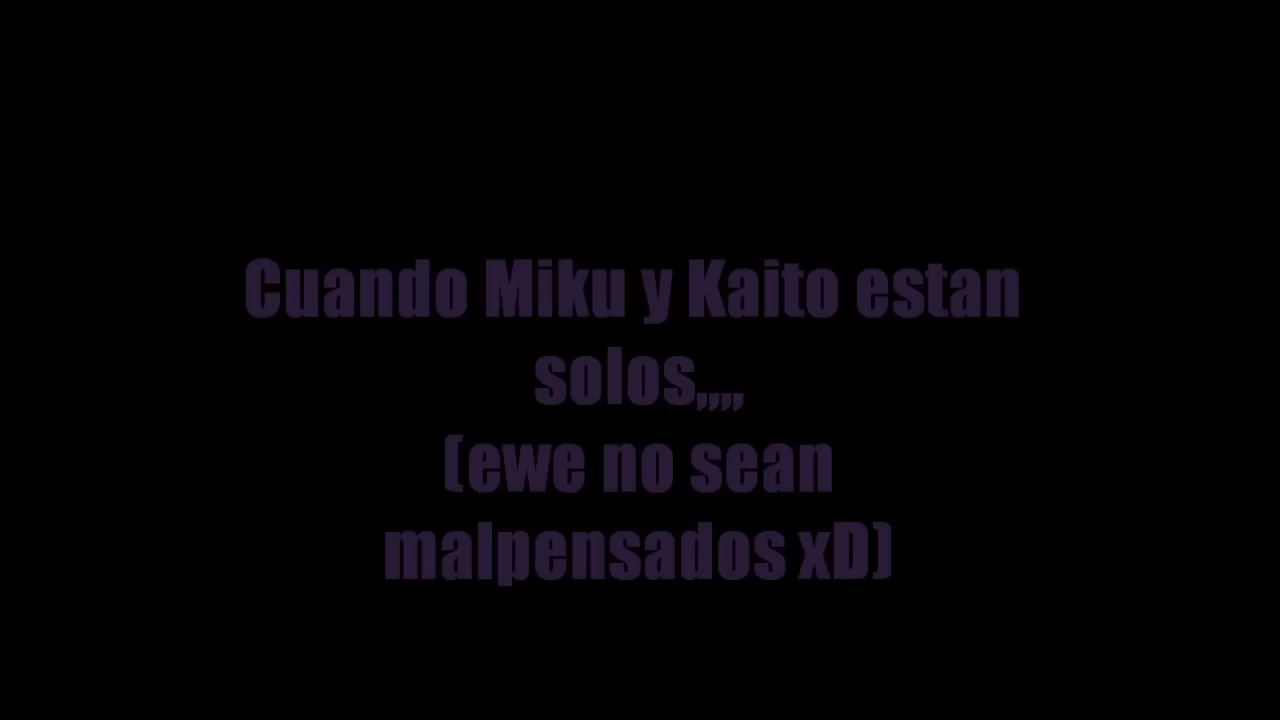 Cuando Miku y Kaito estan
solos,,,,
(ewe no sean
malpensados xD)